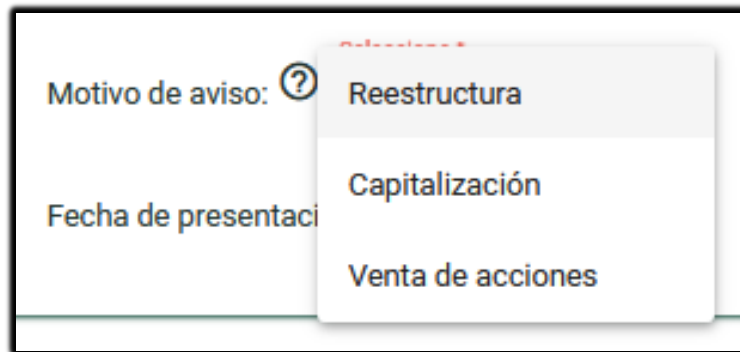 Motivo de aviso:
Reestructura
Capitalización
Fecha de presentaci
Venta de acciones